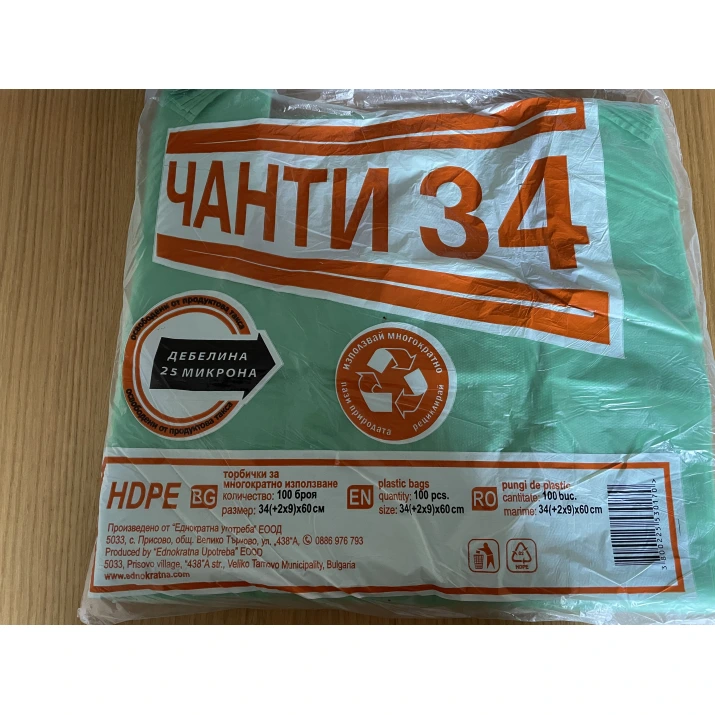 ЧАНТИ 34
освободени от продуктова такса
ДЕБЕЛИНА
25 МИКРОНА
освободени от продуктова такса
използвай многократно
пази природата
рециклирай
HDPE
BG
торбички за
многократно използване
количество: 100 броя
размер: 34(+2x9)x60 см
EN
plastic bags
quantity: 100 pcs.
size: 34(+2x9)x60 cm
RO
pungi de plastic
cantitate: 100 buc.
marime: 34(+2x9)x60 cm
Произведено от "Еднократна употреба" ЕООД
5033, с. Присово, общ. Велико Търново, ул. „438"А, 0886 976 793
Produced by "Ednokratna Upotreba" EOOD
5033, Prisovo village, "438"A str., Veliko Tarnovo Municipality, Bulgaria
www.ednokratna.com
HDPE